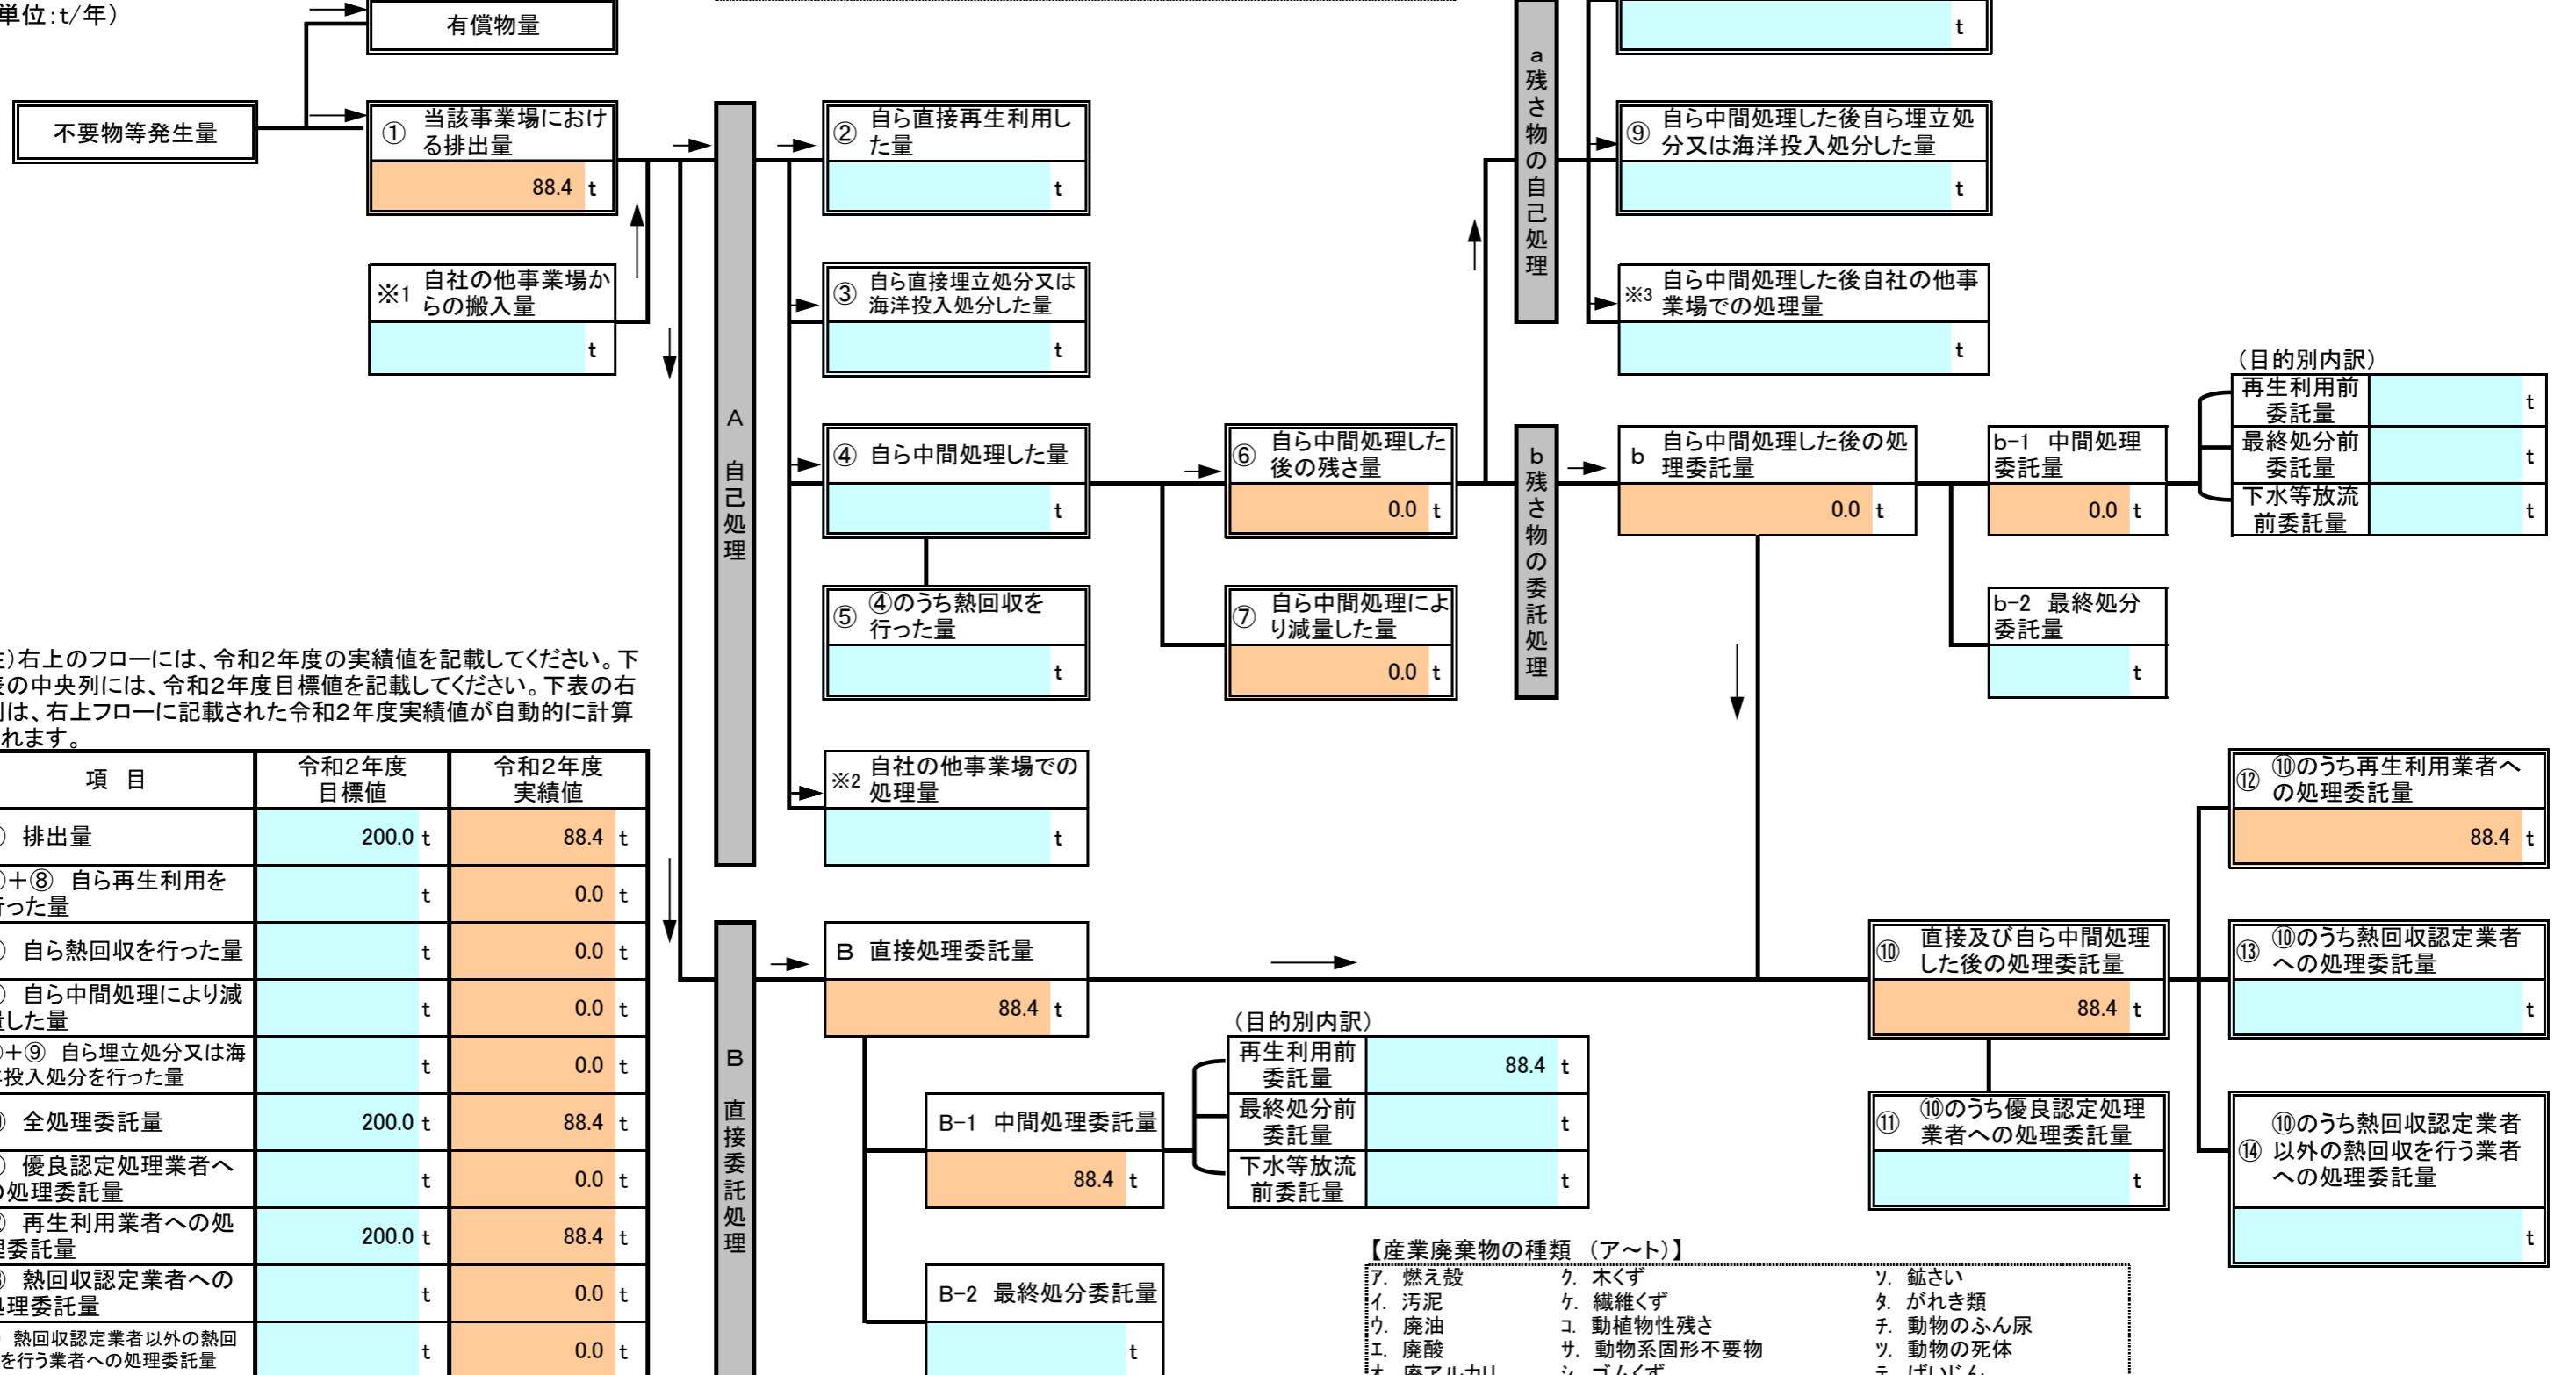 単位:t/年）
有償物量
t
不要物等発生量
① 当該事業場におけ
る排出量
88.4 t
② 自ら直接再生利用し
た量
t
a
残
さ
物
の
自
己
処
理
⑨ 自ら中間処理した後自ら埋立処
分又は海洋投入処分した量
t
※1 自社の他事業場か
らの搬入量
t
③ 自ら直接埋立処分又は
海洋投入処分した量
t
※3 自ら中間処理した後自社の他事
業場での処理量
t
A
自
己
処
理
④ 自ら中間処理した量
t
⑥ 自ら中間処理した
後の残さ量
0.0 t
b
残
さ
物
の
委
託
処
理
b 自ら中間処理した後の処
理委託量
0.0 t
b-1 中間処理
委託量
0.0 t
（目的別内訳）
再生利用前
委託量
t
最終処分前
委託量
t
下水等放流
前委託量
t
⑤ ④のうち熱回収を
行った量
t
⑦ 自ら中間処理によ
り減量した量
0.0 t
b-2 最終処分
委託量
t
）右上のフローには、令和2年度の実績値を記載してください。下
の中央列には、令和2年度目標値を記載してください。下表の右
は、右上フローに記載された令和2年度実績値が自動的に計算
れます。
※2 自社の他事業場での
処理量
t
項 目
令和2年度
目標値
令和2年度
実績値
排出量
200.0 t
88.4 t
＋⑧ 自ら再生利用を
行った量
t
0.0 t
自ら熱回収を行った量
t
0.0 t
自ら中間処理により減
量した量
t
0.0 t
＋⑨ 自ら埋立処分又は海
洋投入処分を行った量
t
0.0 t
全処理委託量
200.0 t
88.4 t
優良認定処理業者へ
の処理委託量
t
0.0 t
再生利用業者への処
理委託量
200.0 t
88.4 t
熱回収認定業者への
処理委託量
t
0.0 t
熱回収認定業者以外の熱回
を行う業者への処理委託量
t
0.0 t
B
直
接
委
託
処
理
B 直接処理委託量
88.4 t
B-1 中間処理委託量
88.4 t
（目的別内訳）
再生利用前
委託量
88.4 t
最終処分前
委託量
t
下水等放流
前委託量
t
B-2 最終処分委託量
t
⑩ 直接及び自ら中間処理
した後の処理委託量
88.4 t
⑪ ⑩のうち優良認定処理
業者への処理委託量
t
⑫ ⑩のうち再生利用業者へ
の処理委託量
88.4 t
⑬ ⑩のうち熱回収認定業者
への処理委託量
t
⑭ ⑩のうち熱回収認定業者
以外の熱回収を行う業者
への処理委託量
t
【産業廃棄物の種類 （ア～ト）】
ア. 燃え殻 ク. 木くず ソ. 鉱さい
イ. 汚泥 ケ. 繊維くず タ. がれき類
ウ. 廃油 コ. 動植物性残さ チ. 動物のふん尿
エ. 廃酸 サ. 動物系固形不要物 ツ. 動物の死体
オ. 廃アルカリ シ. ゴムくず テ. ばいじん